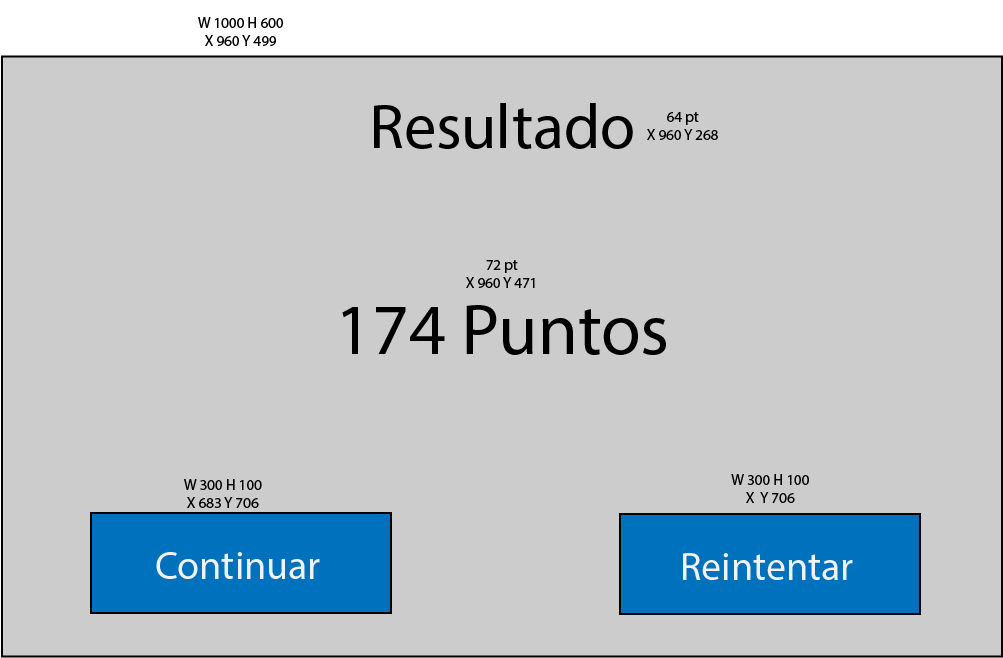 W 1000 H 600
X 960 Y 499
Resultado
64 pt
X 960 Y 268
72 pt
X 960 Y 471
174 Puntos
W 300 H 100
X 683 Y 706
Continuar
W 300 H 100
X  Y 706
Reintentar